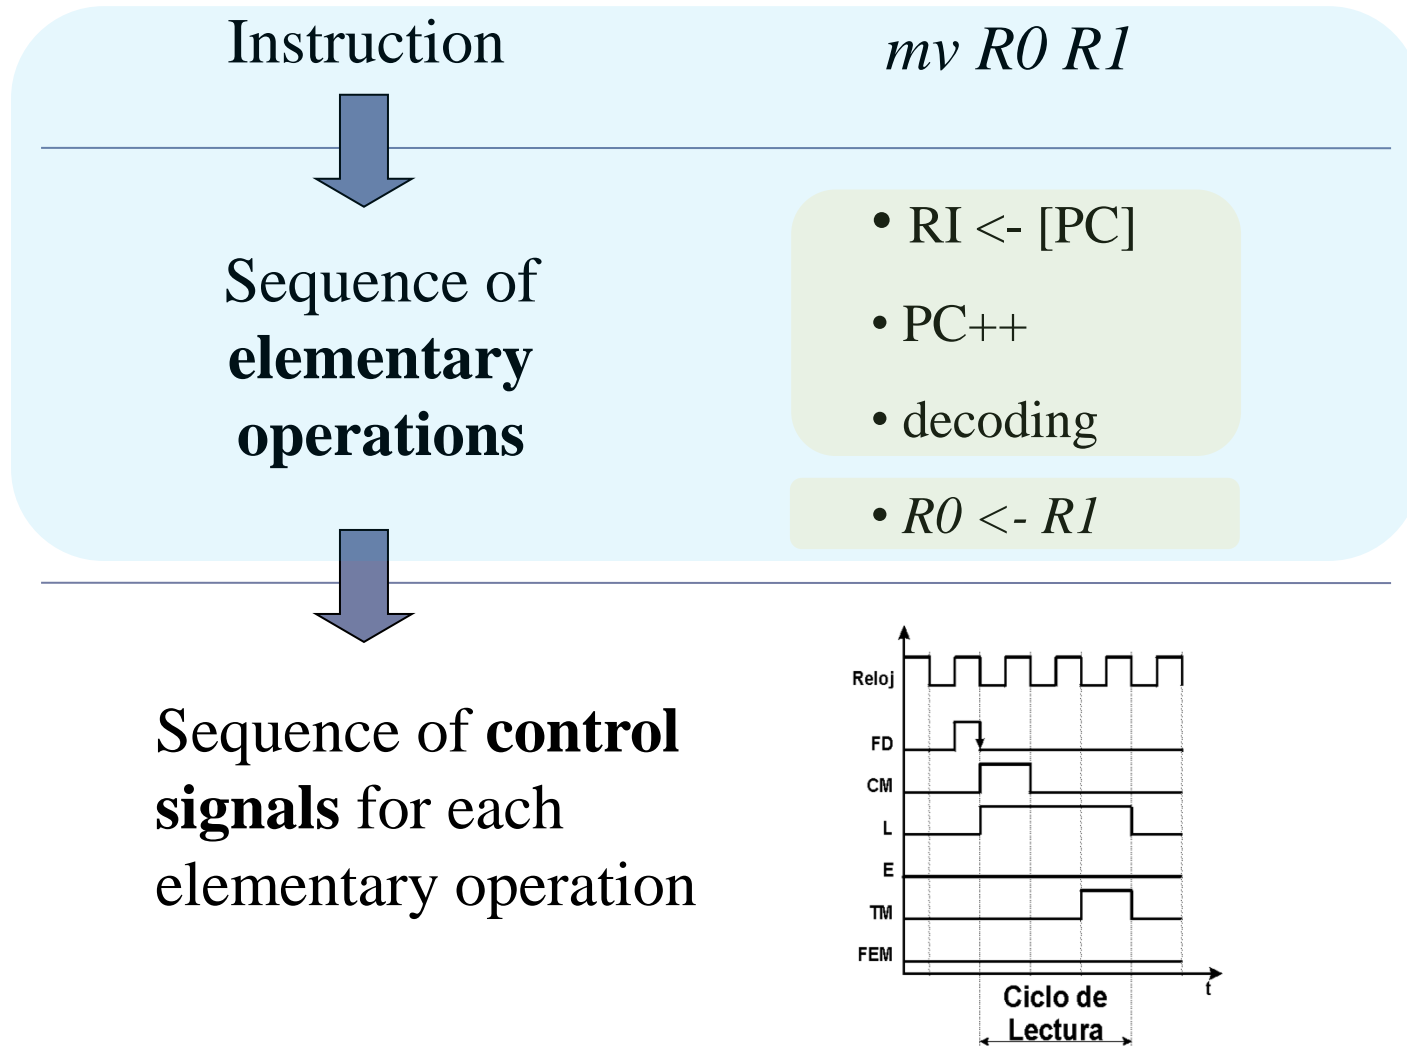 Instruction
mv R0 R1
Sequence of
elementary
operations
• RI <- [PC]
• PC++
• decoding
• R0 <- R1
Sequence of control
signals for each
elementary operation
Reloj
FD
CM
L
E
TM
FEM
t
Ciclo de
Lectura